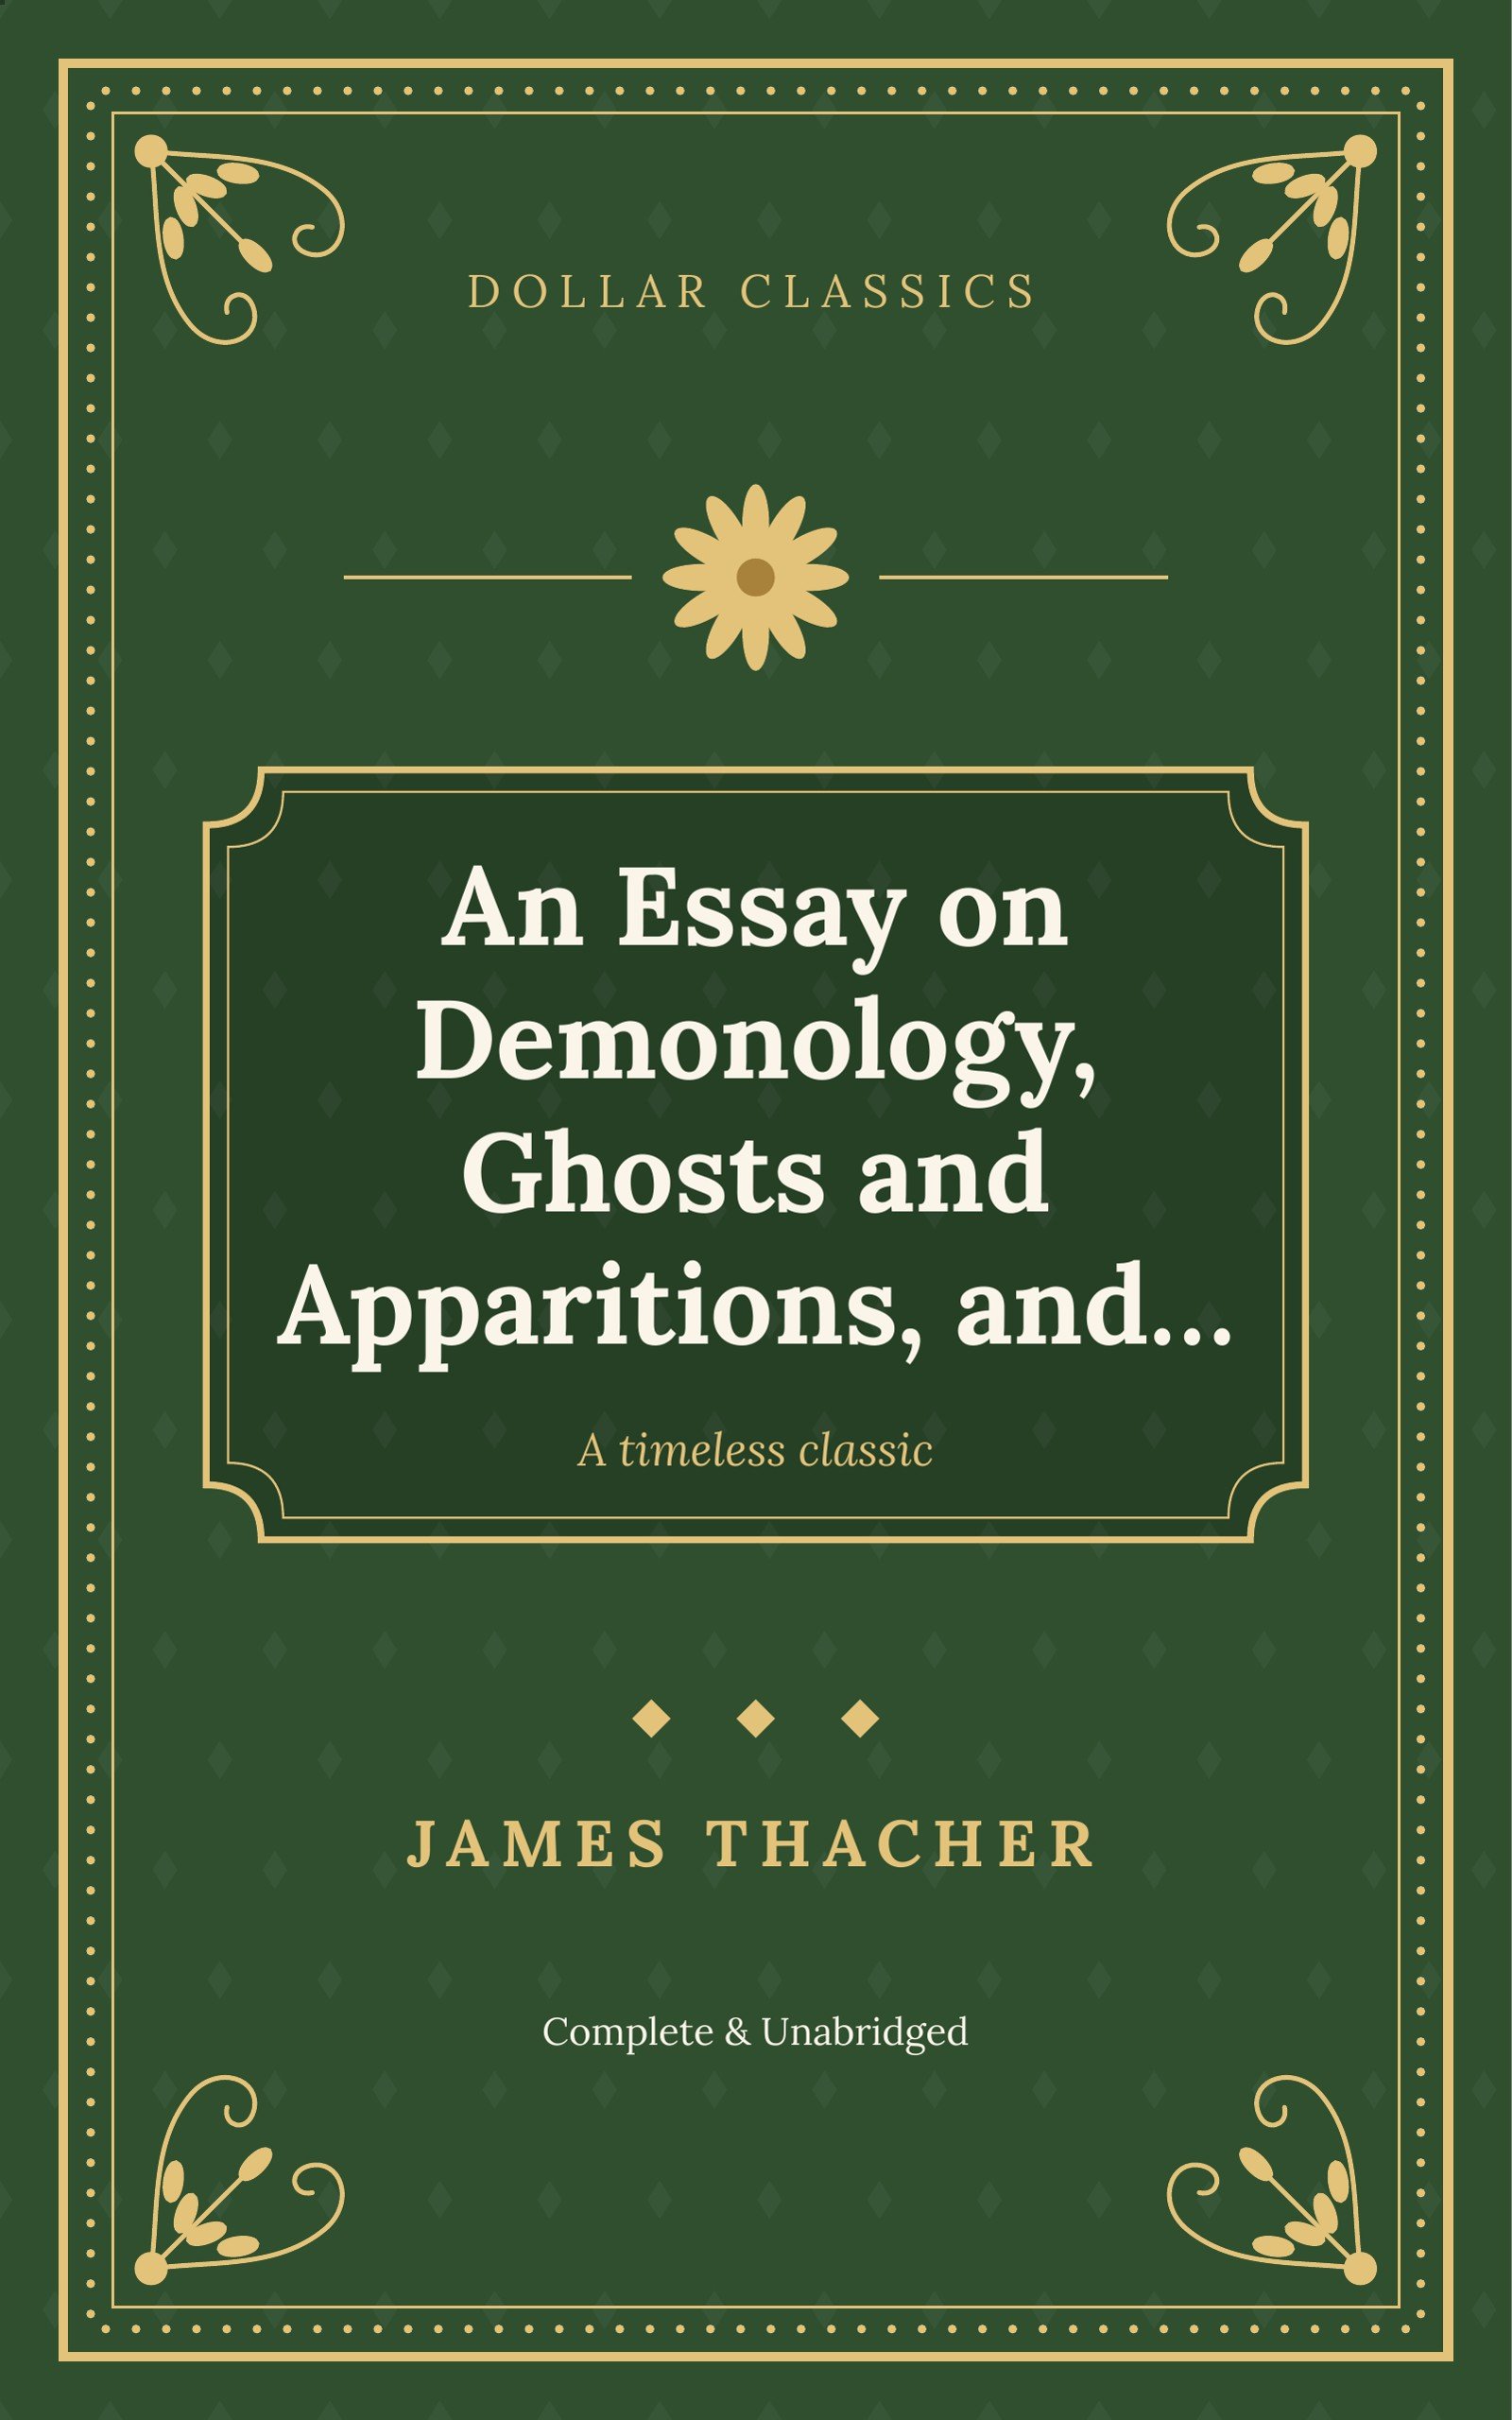 DOLLAR CLASSICS
An Essay on
Demonology,
Ghosts and
Apparitions, and...
A timeless classic
JAMES THACHER
Complete & Unabridged